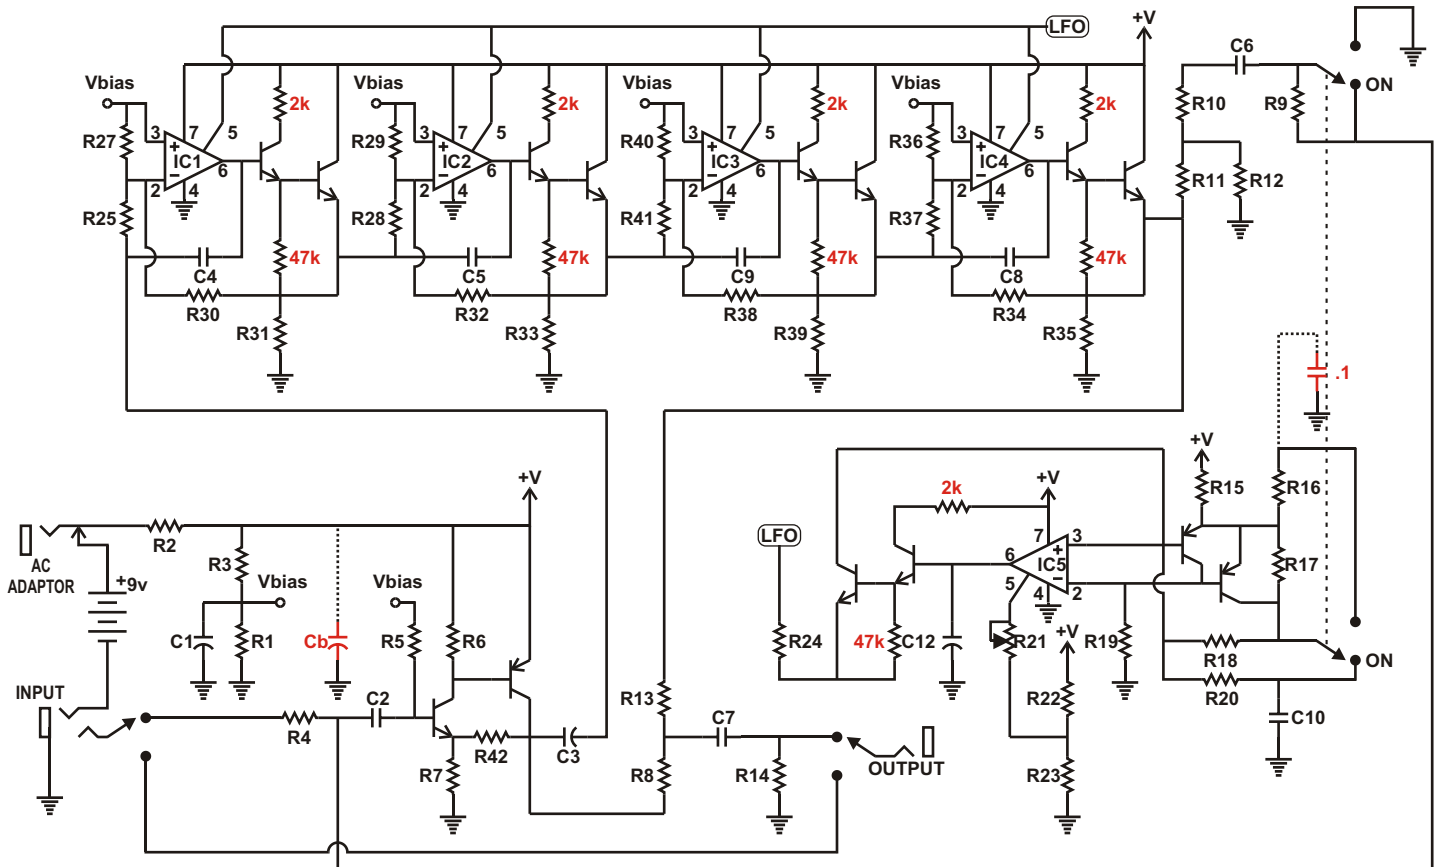 LFO
+V
C6
Vbias
Vbias
Vbias
Vbias
2k
2k
2k
2k
ON
R27
3
7
5
R29
3
7
5
R40
3
7
5
R36
3
7
5
R10
R9
+
IC1
−
6
+
IC2
−
6
+
IC3
−
6
+
IC4
−
6
2
4
2
4
2
4
2
4
R11
R12
R25
R28
R41
R37
47k
47k
47k
47k
C4
C5
C9
C8
R30
R32
R38
R34
R31
R33
R39
R35
.1
+V
+V
+V
2k
R15
R16
LFO
R2
7
3
6
+
IC5
−
5
4
2
R17
AC
ADAPTOR
R3
+9v
Vbias
Vbias
C1
R1
Cb
R5
R6
R24
47k
C12
R21
+V
R19
R18
ON
R20
INPUT
C2
R13
R22
C10
R4
C7
R42
C3
R7
R8
R14
OUTPUT
R23